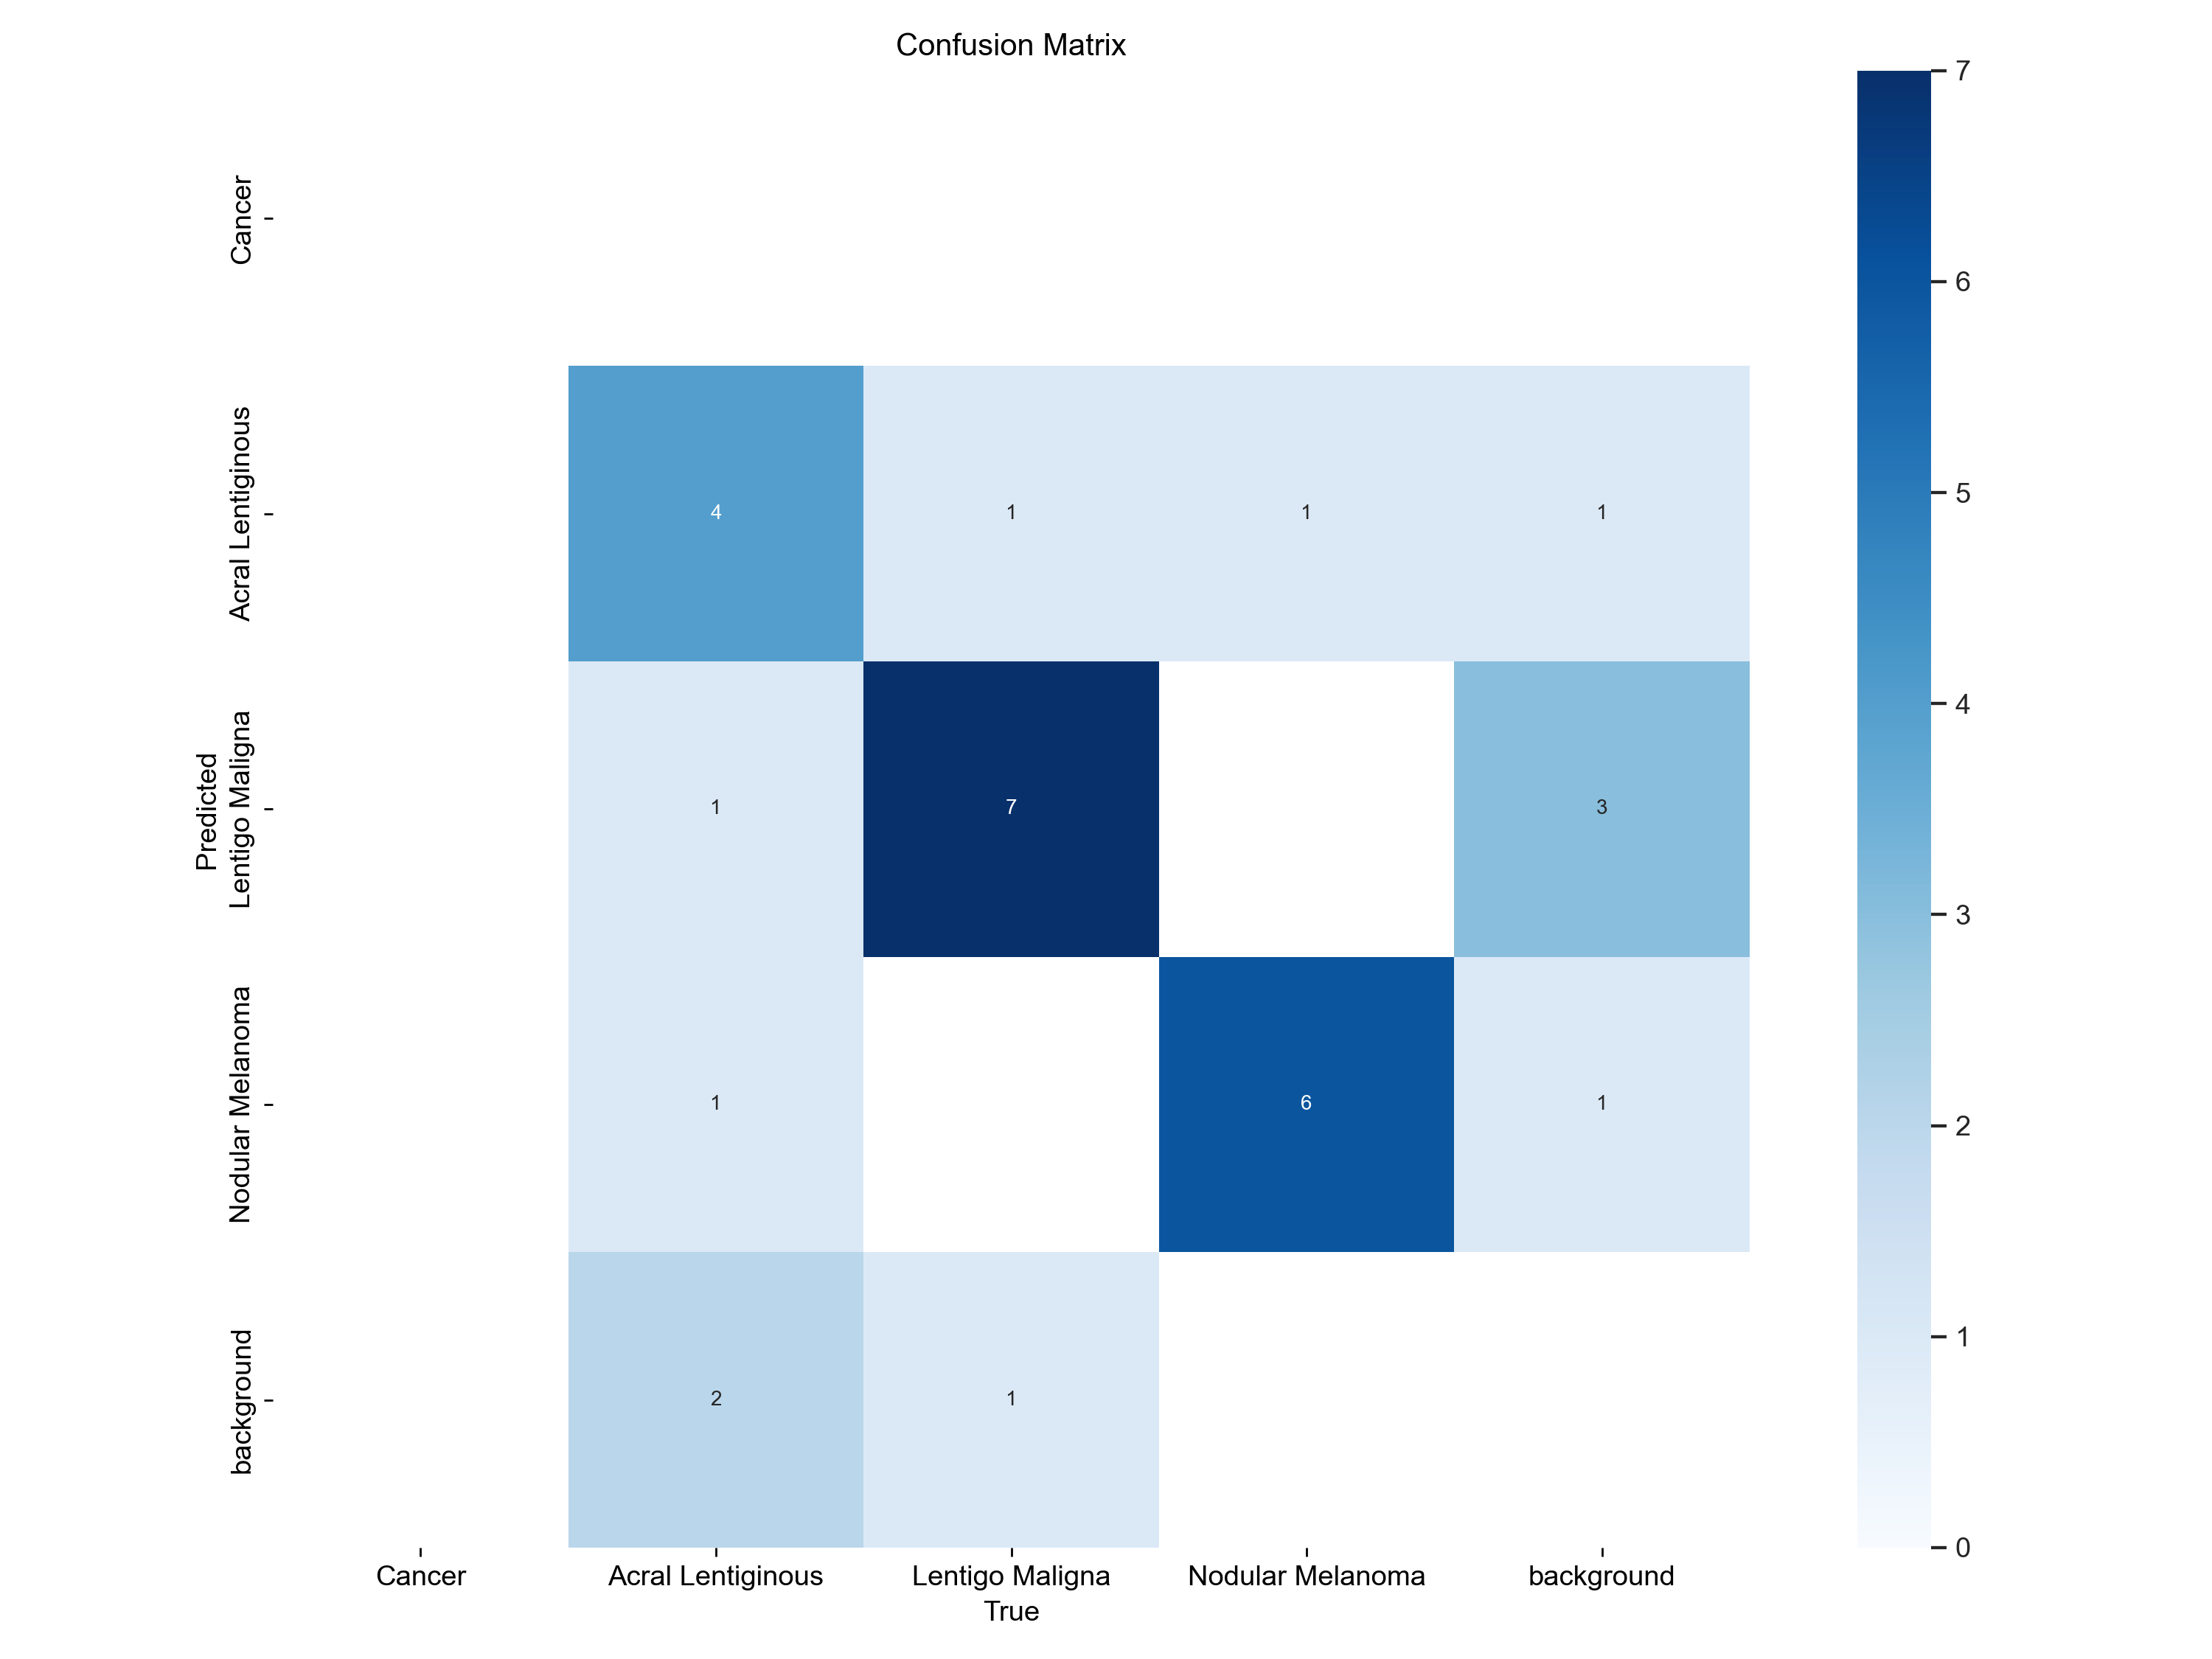 Confusion Matrix
Cancer
Acral Lentiginous
Lentigo Maligna
Nodular Melanoma
background
Predicted
4 1 1 1
1 7 3
1 6 1
2 1
Cancer Acral Lentiginous Lentigo Maligna Nodular Melanoma background
True
7
6
5
4
3
2
1
0